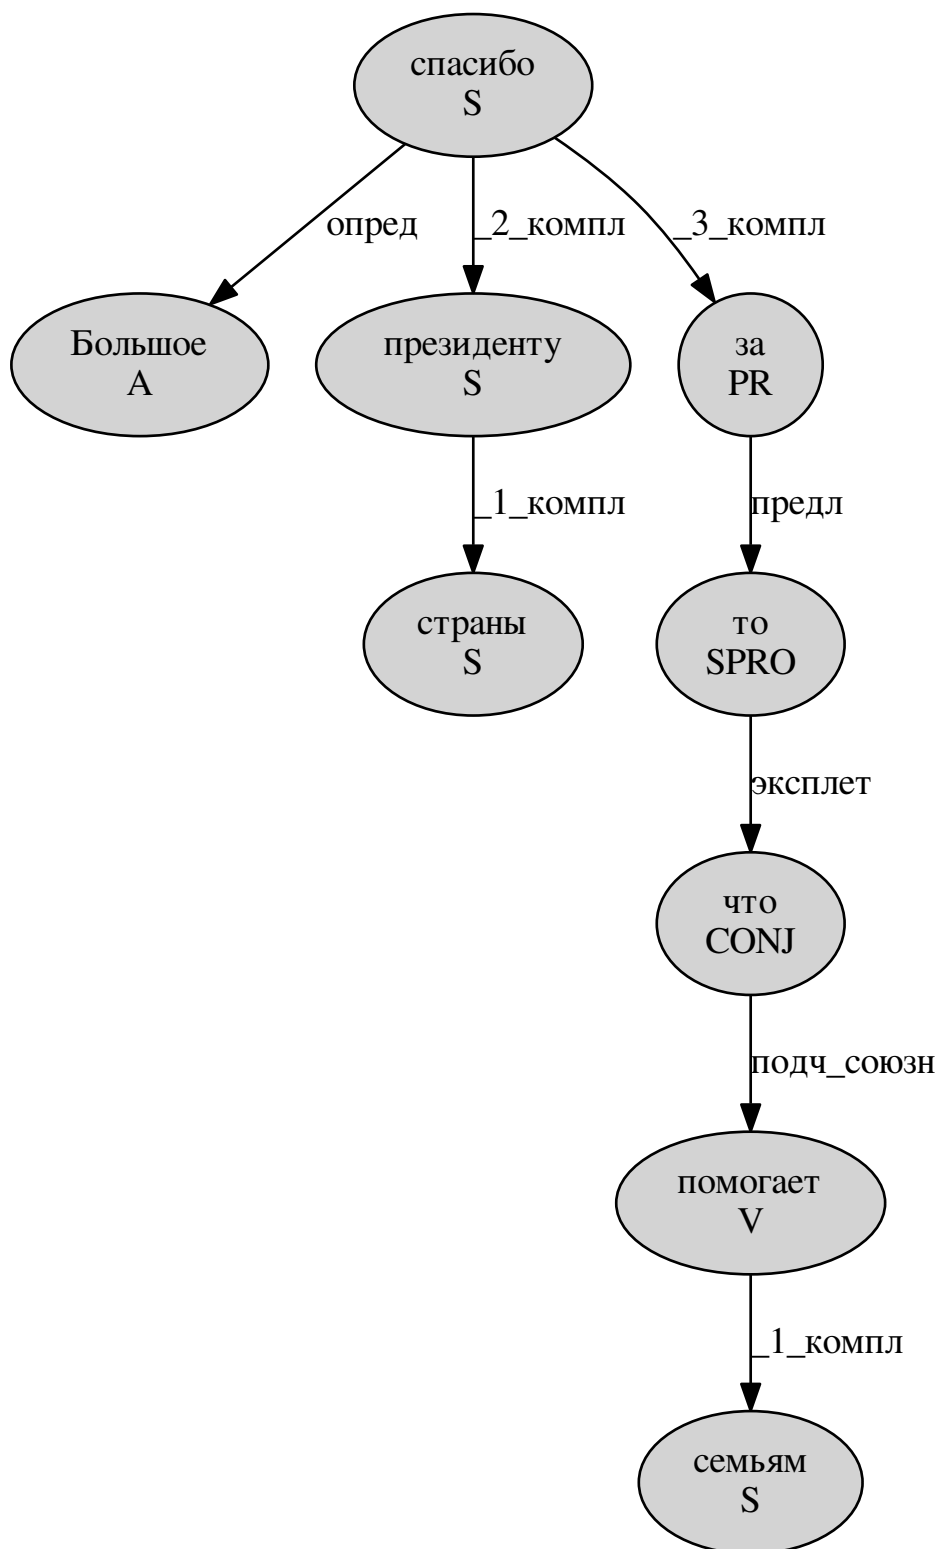 спасибо
S
опред
_2_компл
_3_компл
Большое
A
президенту
S
за
PR
_1_компл
предл
страны
S
то
SPRO
эксплет
что
CONJ
подч_союзн
помогает
V
_1_компл
семьям
S